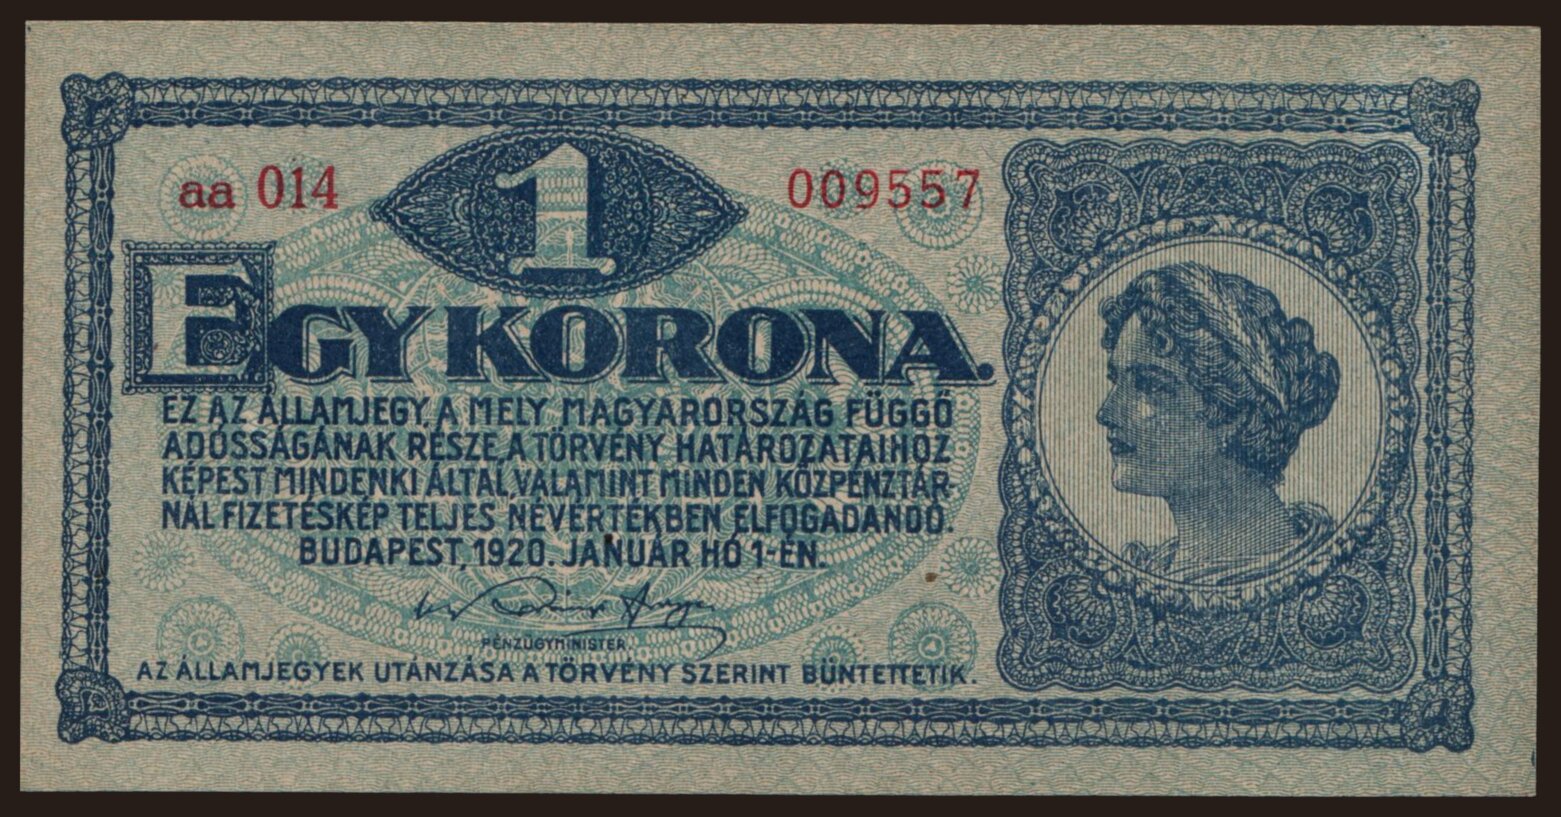 aa 014
1
009557
EGY KORONA.
EZ AZ ÁLLAMJEGY, A MELY MAGYARORSZÁG FÜGGŐ
ADÓSSÁGÁNAK RÉSZE A TÖRVÉNY HATÁROZATAIHOZ
KÉPEST MINDENKI ÁLTAL, VALAMINT MINDEN KÖZPÉNZTÁR-
NÁL FIZETÉSKÉP TELJES NÉVÉRTÉKBEN ELFOGADANDÓ.
BUDAPEST, 1920. JANUÁR HÓ 1-ÉN.
PÉNZÜGYMINISTER.
AZ ÁLLAMJEGYEK UTÁNZÁSA A TÖRVÉNY SZERINT BÜNTETTETIK.